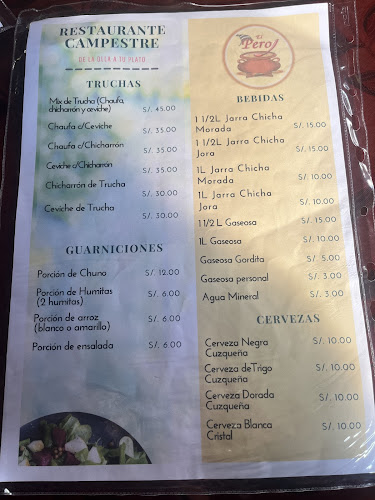 RESTAURANTE
CAMPESTRE
DE LA OLLA A TU PLATO
TRUCHAS
Mix de Trucha (Chaufa, chicharrón y ceviche) S/. 45.00
Chaufa c/Ceviche S/. 35.00
Chaufa c/Chicharrón S/. 35.00
Ceviche c/Chicharrón S/. 35.00
Chicharrón de Trucha S/. 30.00
Ceviche de Trucha S/. 30.00
GUARNICIONES
Porción de Chuno S/. 12.00
Porción de Humitas
(2 humitas) S/. 6.00
Porción de arroz
(blanco o amarillo) S/. 6.00
Porción de ensalada S/. 6.00
El
Perol
BEBIDAS
1 1/2L Jarra Chicha
Morada S/. 15.00
1 1/2L Jarra Chicha
Jora S/. 15.00
1L Jarra Chicha
Morada S/. 10.00
1L Jarra Chicha
Jora S/. 10.00
1 1/2 L Gaseosa S/. 15.00
1L Gaseosa S/. 10.00
Gaseosa Gordita S/. 5.00
Gaseosa personal S/. 3.00
Agua Mineral S/. 3.00
CERVEZAS
Cerveza Negra S/. 10.00
Cuzqueña
Cerveza deTrigo S/. 10.00
Cuzqueña
Cerveza Dorada S/. 10.00
Cuzqueña
Cerveza Blanca S/. 10.00
Cristal